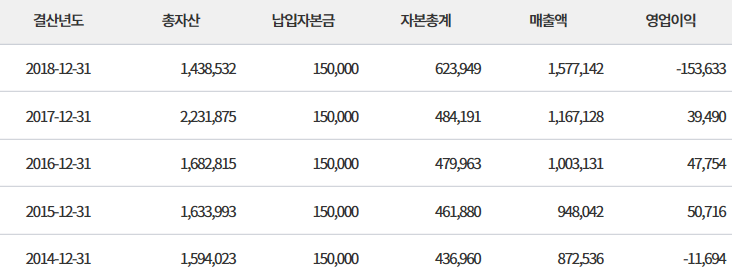 결산년도 총자산 납입자본금 자본총계 매출액 영업이익
2018-12-31 1,438,532 150,000 623,949 1,577,142 -153,633
2017-12-31 2,231,875 150,000 484,191 1,167,128 39,490
2016-12-31 1,682,815 150,000 479,963 1,003,131 47,754
2015-12-31 1,633,993 150,000 461,880 948,042 50,716
2014-12-31 1,594,023 150,000 436,960 872,536 -11,694